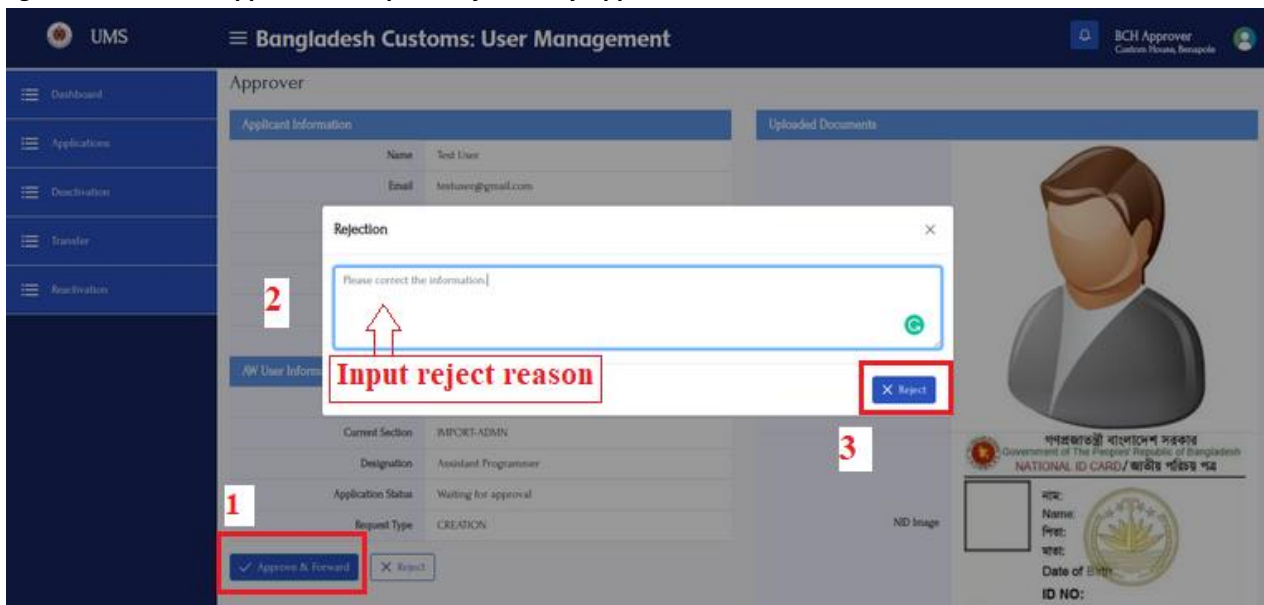 UMS
Bangladesh Customs: User Management
BCH Approver
Custom House, Benapole
Dashboard
Applications
Deactivation
Transfer
Reactivation
Approver
Applicant Information
Name Test User
Email testuser@gmail.com
Rejection ×
Please correct the information.
2
Input reject reason
× Reject
3
AW User Inform
Current Section IMPORT-ADMN
Designation Assistant Programmer
Application Status Waiting for approval
Request Type CREATION
1
Approve & Forward
× Reject
Uploaded Documents
গণপ্রজাতন্ত্রী বাংলাদেশ সরকার
Government of The Peoples' Republic of Bangladesh
NATIONAL ID CARD/ জাতীয় পরিচয় পত্র
NID Image
নাম:
Name:
পিতা:
মাতা:
Date of Birth:
ID NO: